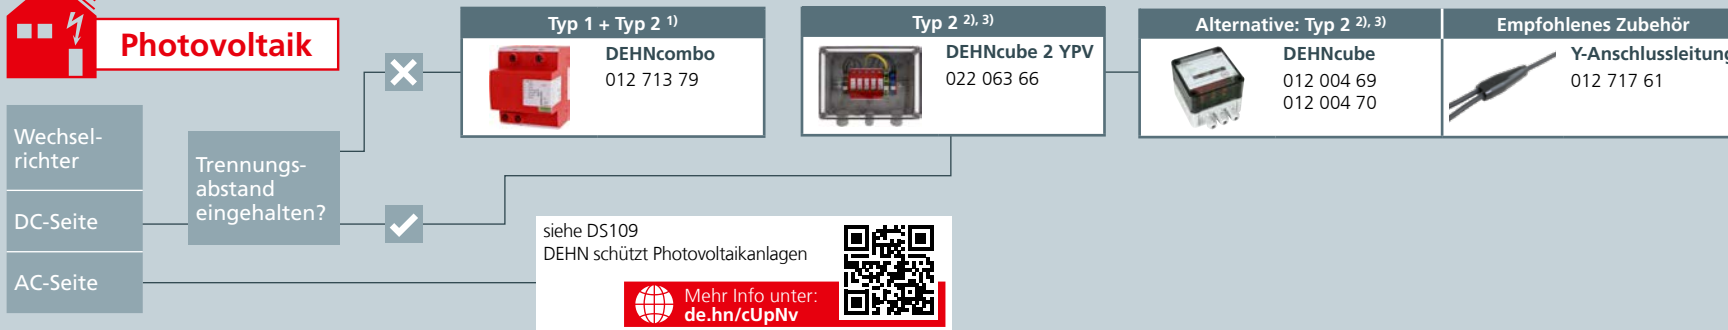 Photovoltaik
Typ 1 + Typ 2 1)
DEHNcombo
012 713 79
Typ 2 2), 3)
DEHNcube 2 YPV
022 063 66
Alternative: Typ 2 2), 3)
DEHNcube
012 004 69
012 004 70
Empfohlenes Zubehör
Y-Anschlussleitung
012 717 61
Wechsel-
richter
DC-Seite
AC-Seite
Trennungs-
abstand
eingehalten?
siehe DS109
DEHN schützt Photovoltaikanlagen
Mehr Info unter:
de.hn/cUpNv